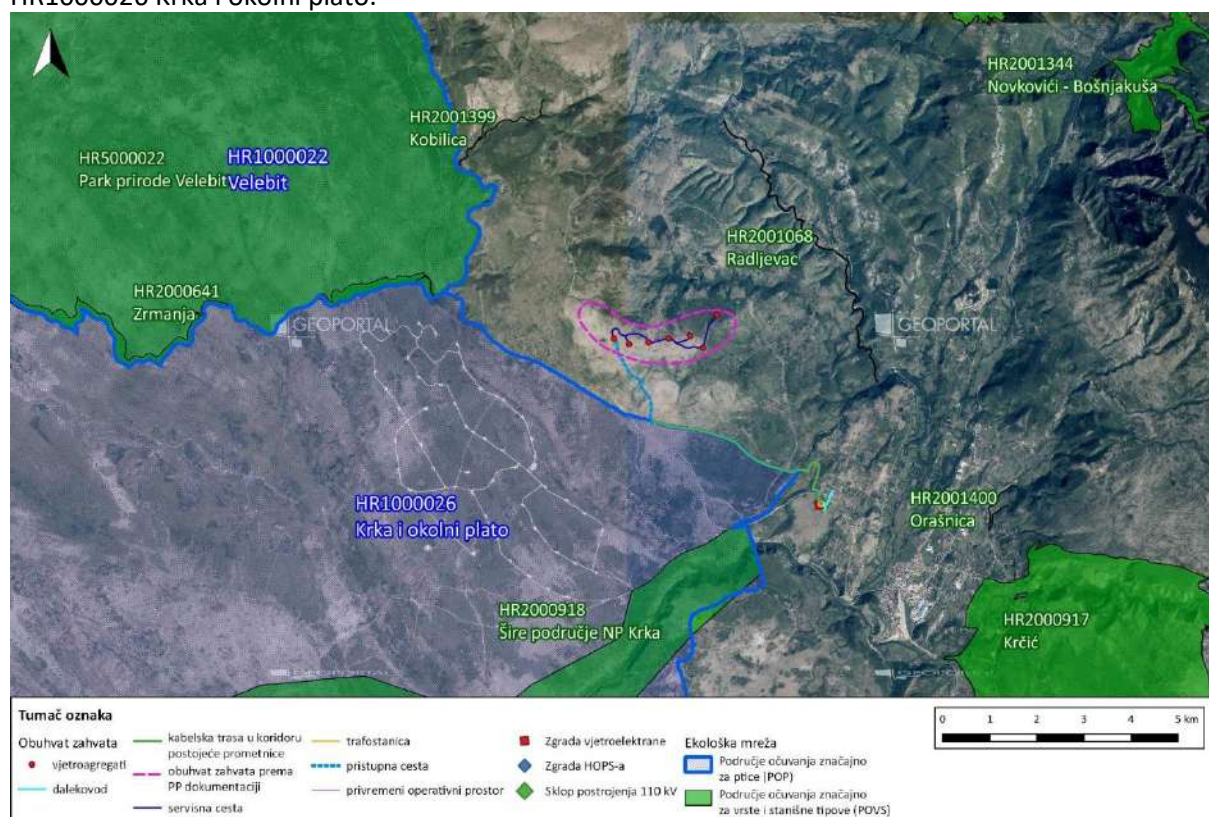 HR1000026 Krka i okolni plato.
HR2001344
Novkovići - Bošnjakuša
HR2001399
Kobilica
HR5000022
Park prirode Velebit
HR1000022
Velebit
HR2001068
Radljevac
HR2000641
Zrmanja
GEOPORTAL
GEOPORTAL
HR1000026
Krka i okolni plato
HR2001400
Orašnica
HR2000918
Šire područje NP Krka
HR2000917
Krčić
Tumač oznaka
Obuhvat zahvata
vjetroagregati
dalekovod
kabelska trasa u koridoru
postojeće prometnice
obuhvat zahvata prema
PP dokumentaciji
servisna cesta
trafostanica
pristupna cesta
privremeni operativni prostor
Zgrada vjetroelektrane
Zgrada HOPS-a
Sklop postrojenja 110 kV
Ekološka mreža
Područje očuvanja značajno
za ptice (POP)
Područje očuvanja značajno
za vrste i stanišne tipove (POVS)
0 1 2 3 4 5 km